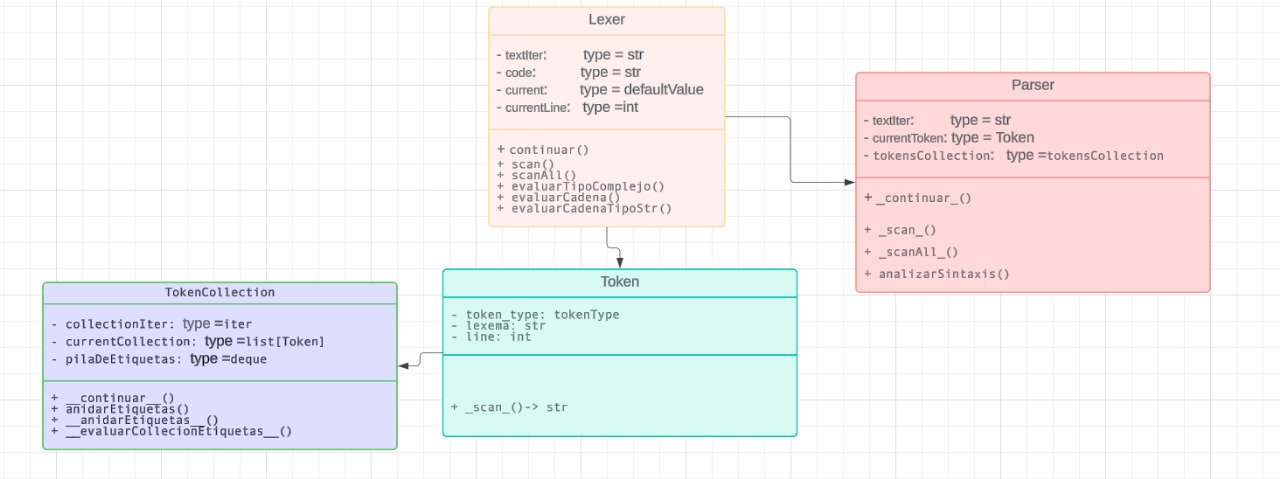 Lexer
- textIter: type = str
- code: type = str
- current: type = defaultValue
- currentLine: type =int
+ continuar()
+ scan()
+ scanAll()
+ evaluarTipoComplejo()
+ evaluarCadena()
+ evaluarCadenaTipoStr()
Parser
- textIter: type = str
- currentToken: type = Token
- tokensCollection: type =tokensCollection
+ _continuar_()
+ _scan_()
+ _scanAll_()
+ analizarSintaxis()
TokenCollection
- collectionIter: type =iter
- currentCollection: type =list[Token]
- pilaDeEtiquetas: type =deque
+ __continuar__()
+ anidarEtiquetas()
+ __anidarEtiquetas__()
+ __evaluarCollecionEtiquetas__()
Token
- token_type: tokenType
- lexema: str
- line: int
+ _scan_()-> str